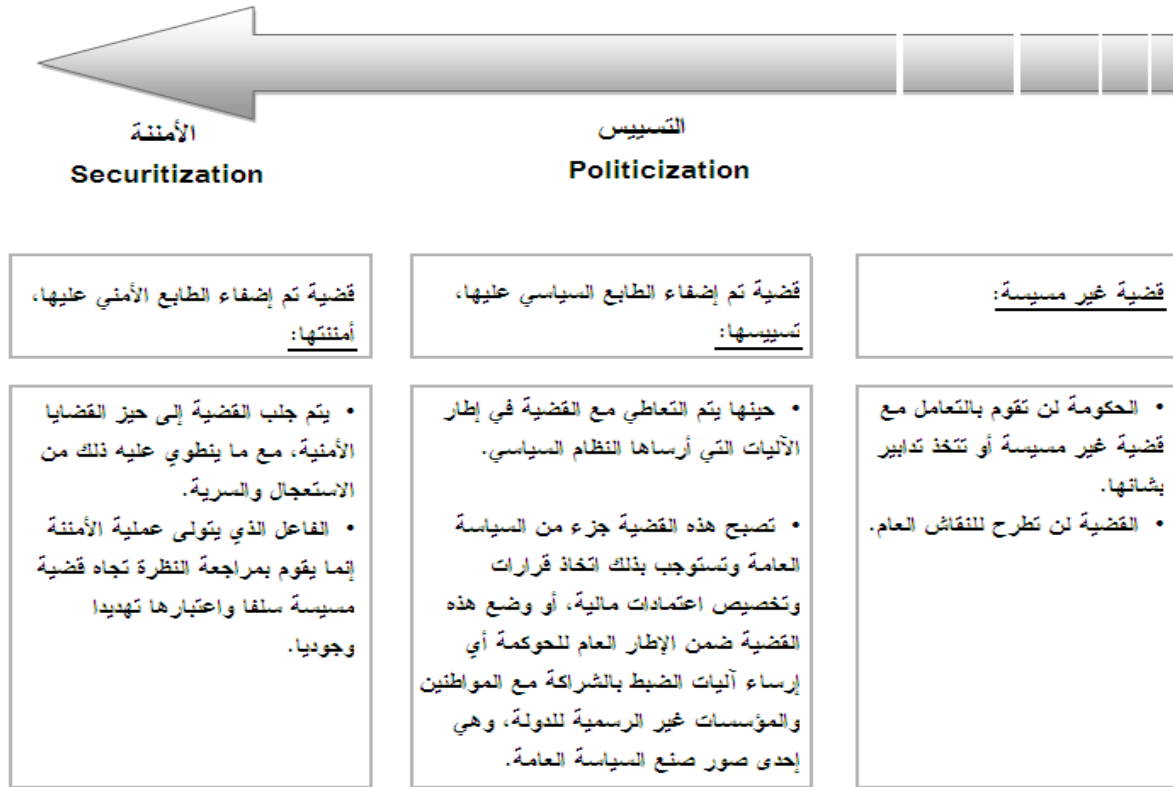 التسييس
Politicization
الأمننة
Securitization
قضية غير مسيسة:
• الحكومة لن تقوم بالتعامل مع
قضية غير مسيسة أو تتخذ تدابير
بشانها.
• القضية لن تطرح للنقاش العام.
قضية تم إضفاء الطابع السياسي عليها،
تسييسها:
• حينها يتم التعاطي مع القضية في إطار
الآليات التي أرساها النظام السياسي.
• تصبح هذه القضية جزء من السياسة
العامة وتستوجب بذلك اتخاذ قرارات
وتخصيص اعتمادات مالية، أو وضع هذه
القضية ضمن الإطار العام للحوكمة أي
إرساء آليات الضبط بالشراكة مع المواطنين
والمؤسسات غير الرسمية للدولة، وهي
إحدى صور صنع السياسة العامة.
قضية تم إضفاء الطابع الأمني عليها،
أمننتها:
• يتم جلب القضية إلى حيز القضايا
الأمنية، مع ما ينطوي عليه ذلك من
الاستعجال والسرية.
• الفاعل الذي يتولى عملية الأمننة
إنما يقوم بمراجعة النظرة تجاه قضية
مسيسة سلفا واعتبارها تهديدا
وجوديا.